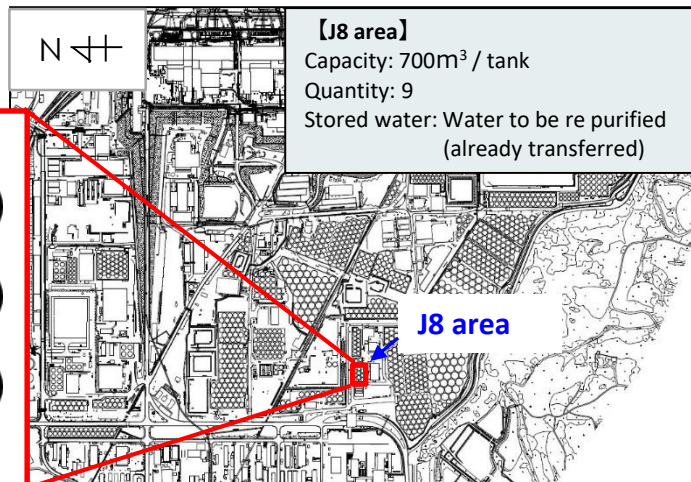 N
【J8 area】
Capacity: 700m³ / tank
Quantity: 9
Stored water: Water to be re purified
(already transferred)
J8 area